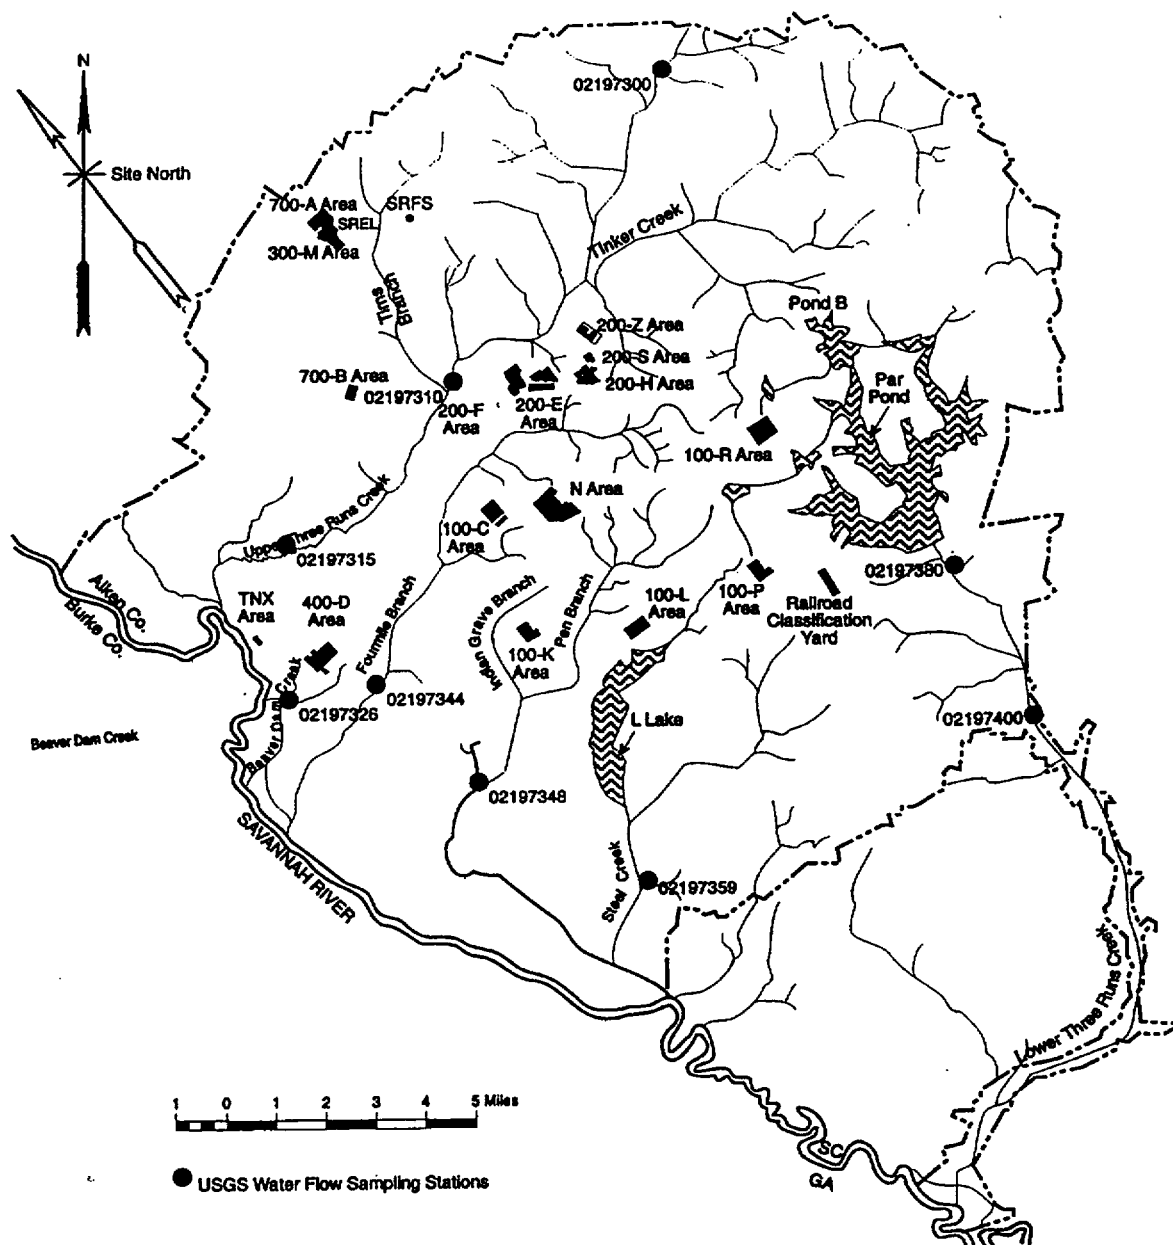 02197300
N
Site North
700-A Area
SREL
SRFS
300-M Area
Tims
Branch
Tinker Creek
Pond B
200-Z Area
200-S Area
200-H Area
700-B Area
02197310
200-F
Area
200-E
Area
Par
Pond
100-R Area
N Area
100-C
Area
Upper Three Runs Creek
02197315
02197380
Aiken Co.
Burke Co.
TNX
Area
400-D
Area
Fourmile Branch
Indian Grave Branch
Pen Branch
100-K
Area
100-L
Area
100-P
Area
Railroad
Classification
Yard
Beaver Dam Creek
02197326
02197344
02197400
Beaver Dam Creek
L Lake
02197348
SAVANNAH RIVER
Steel Creek
02197359
Lower Three Runs Creek
1 0 1 2 3 4 5 Miles
SC
GA
USGS Water Flow Sampling Stations